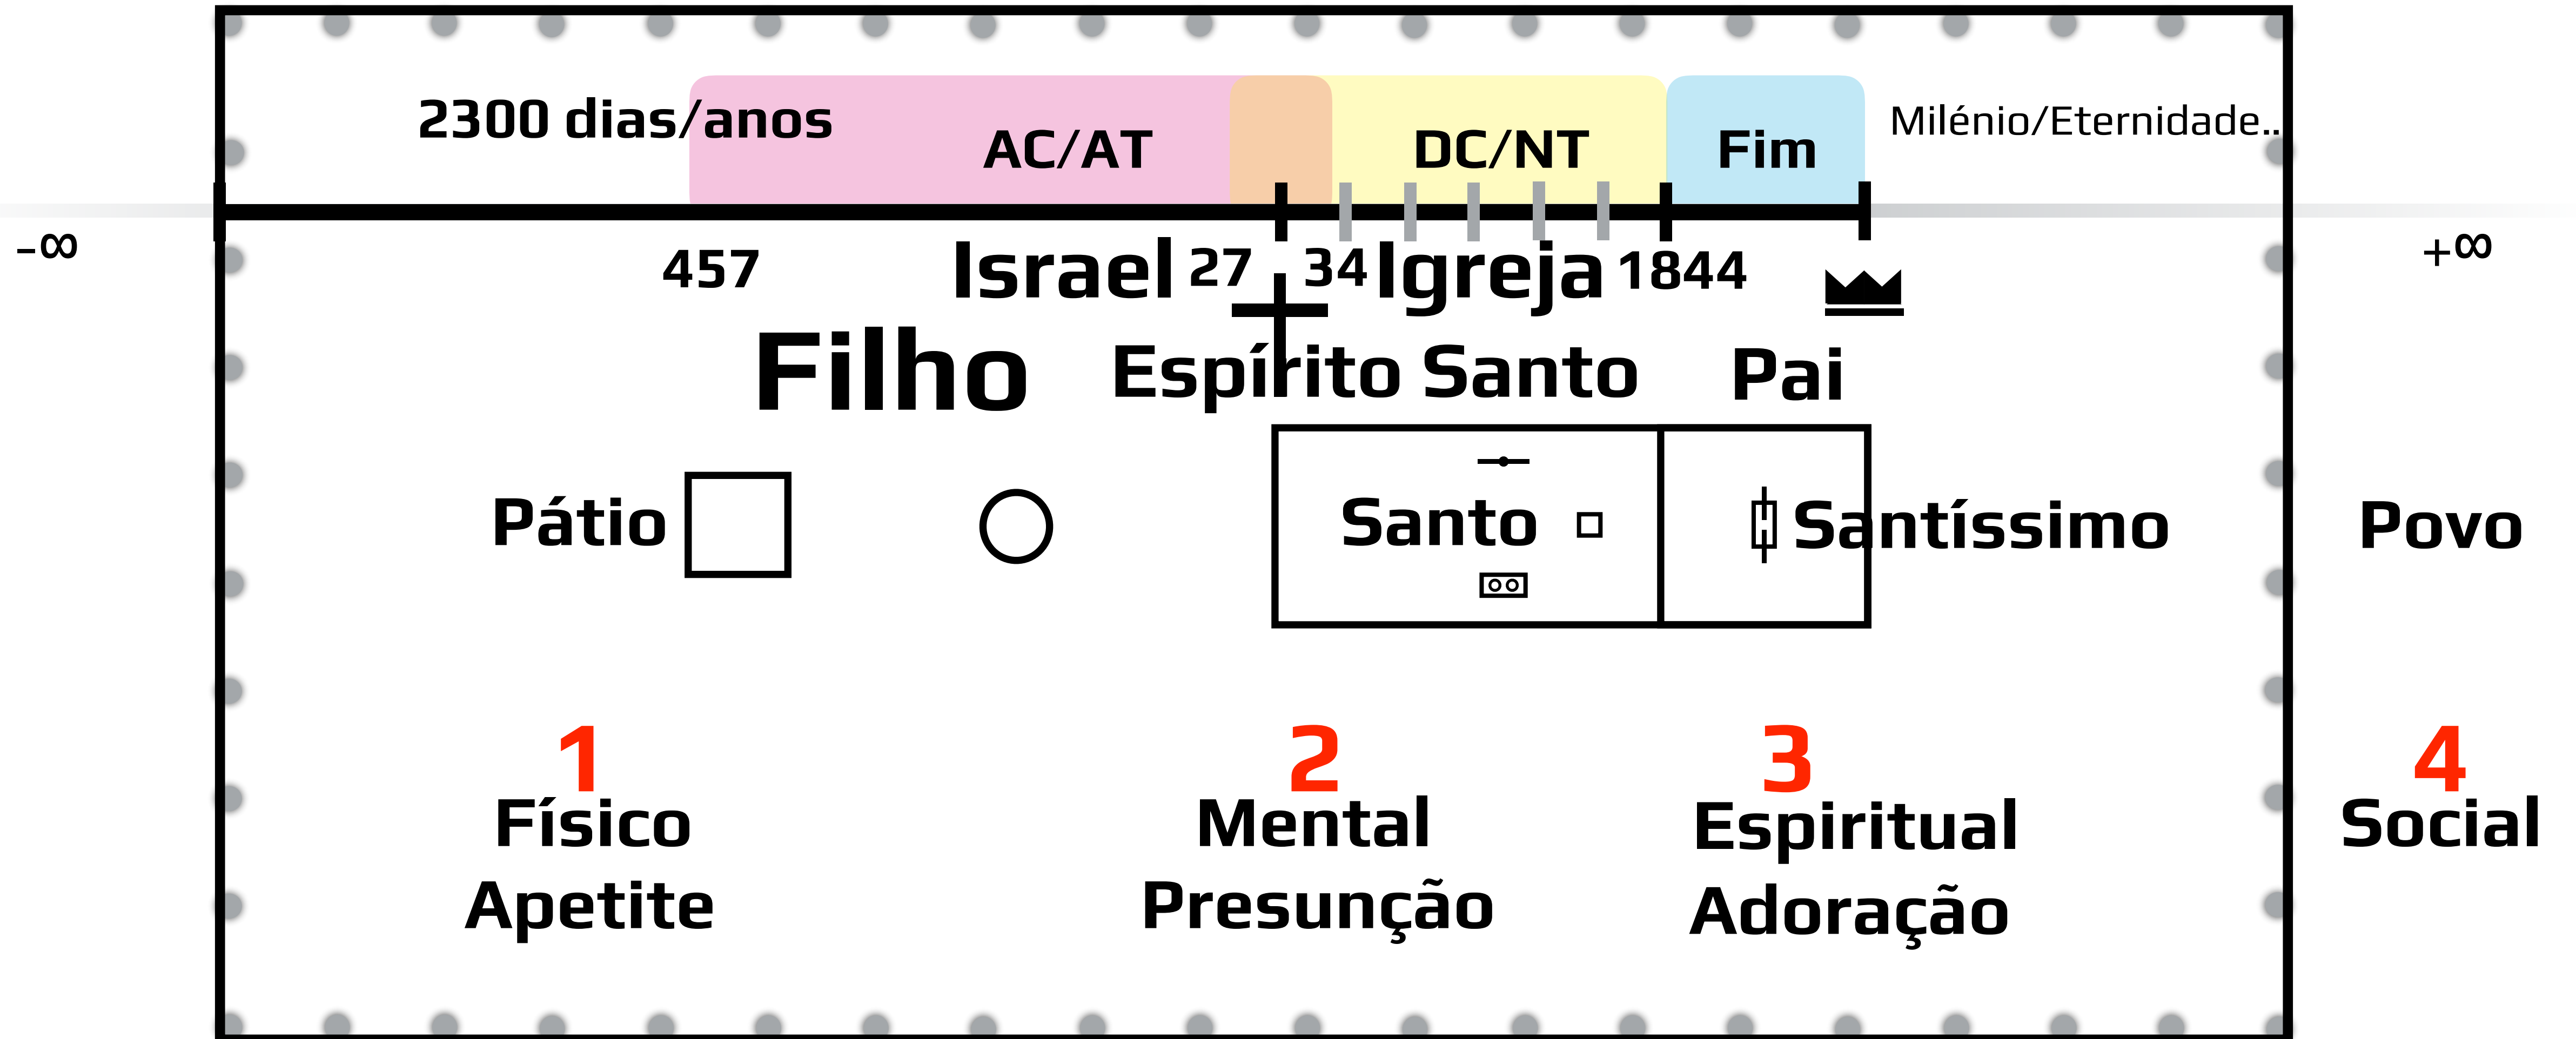 2300 dias/anos
AC/AT
DC/NT
Fim
Milénio/Eternidade..
-∞
+∞
457
Israel
27
34
Igreja
1844
Filho
Espírito Santo
Pai
Pátio
Santo
Santíssimo
Povo
1
2
3
4
Físico
Mental
Espiritual
Social
Apetite
Presunção
Adoração